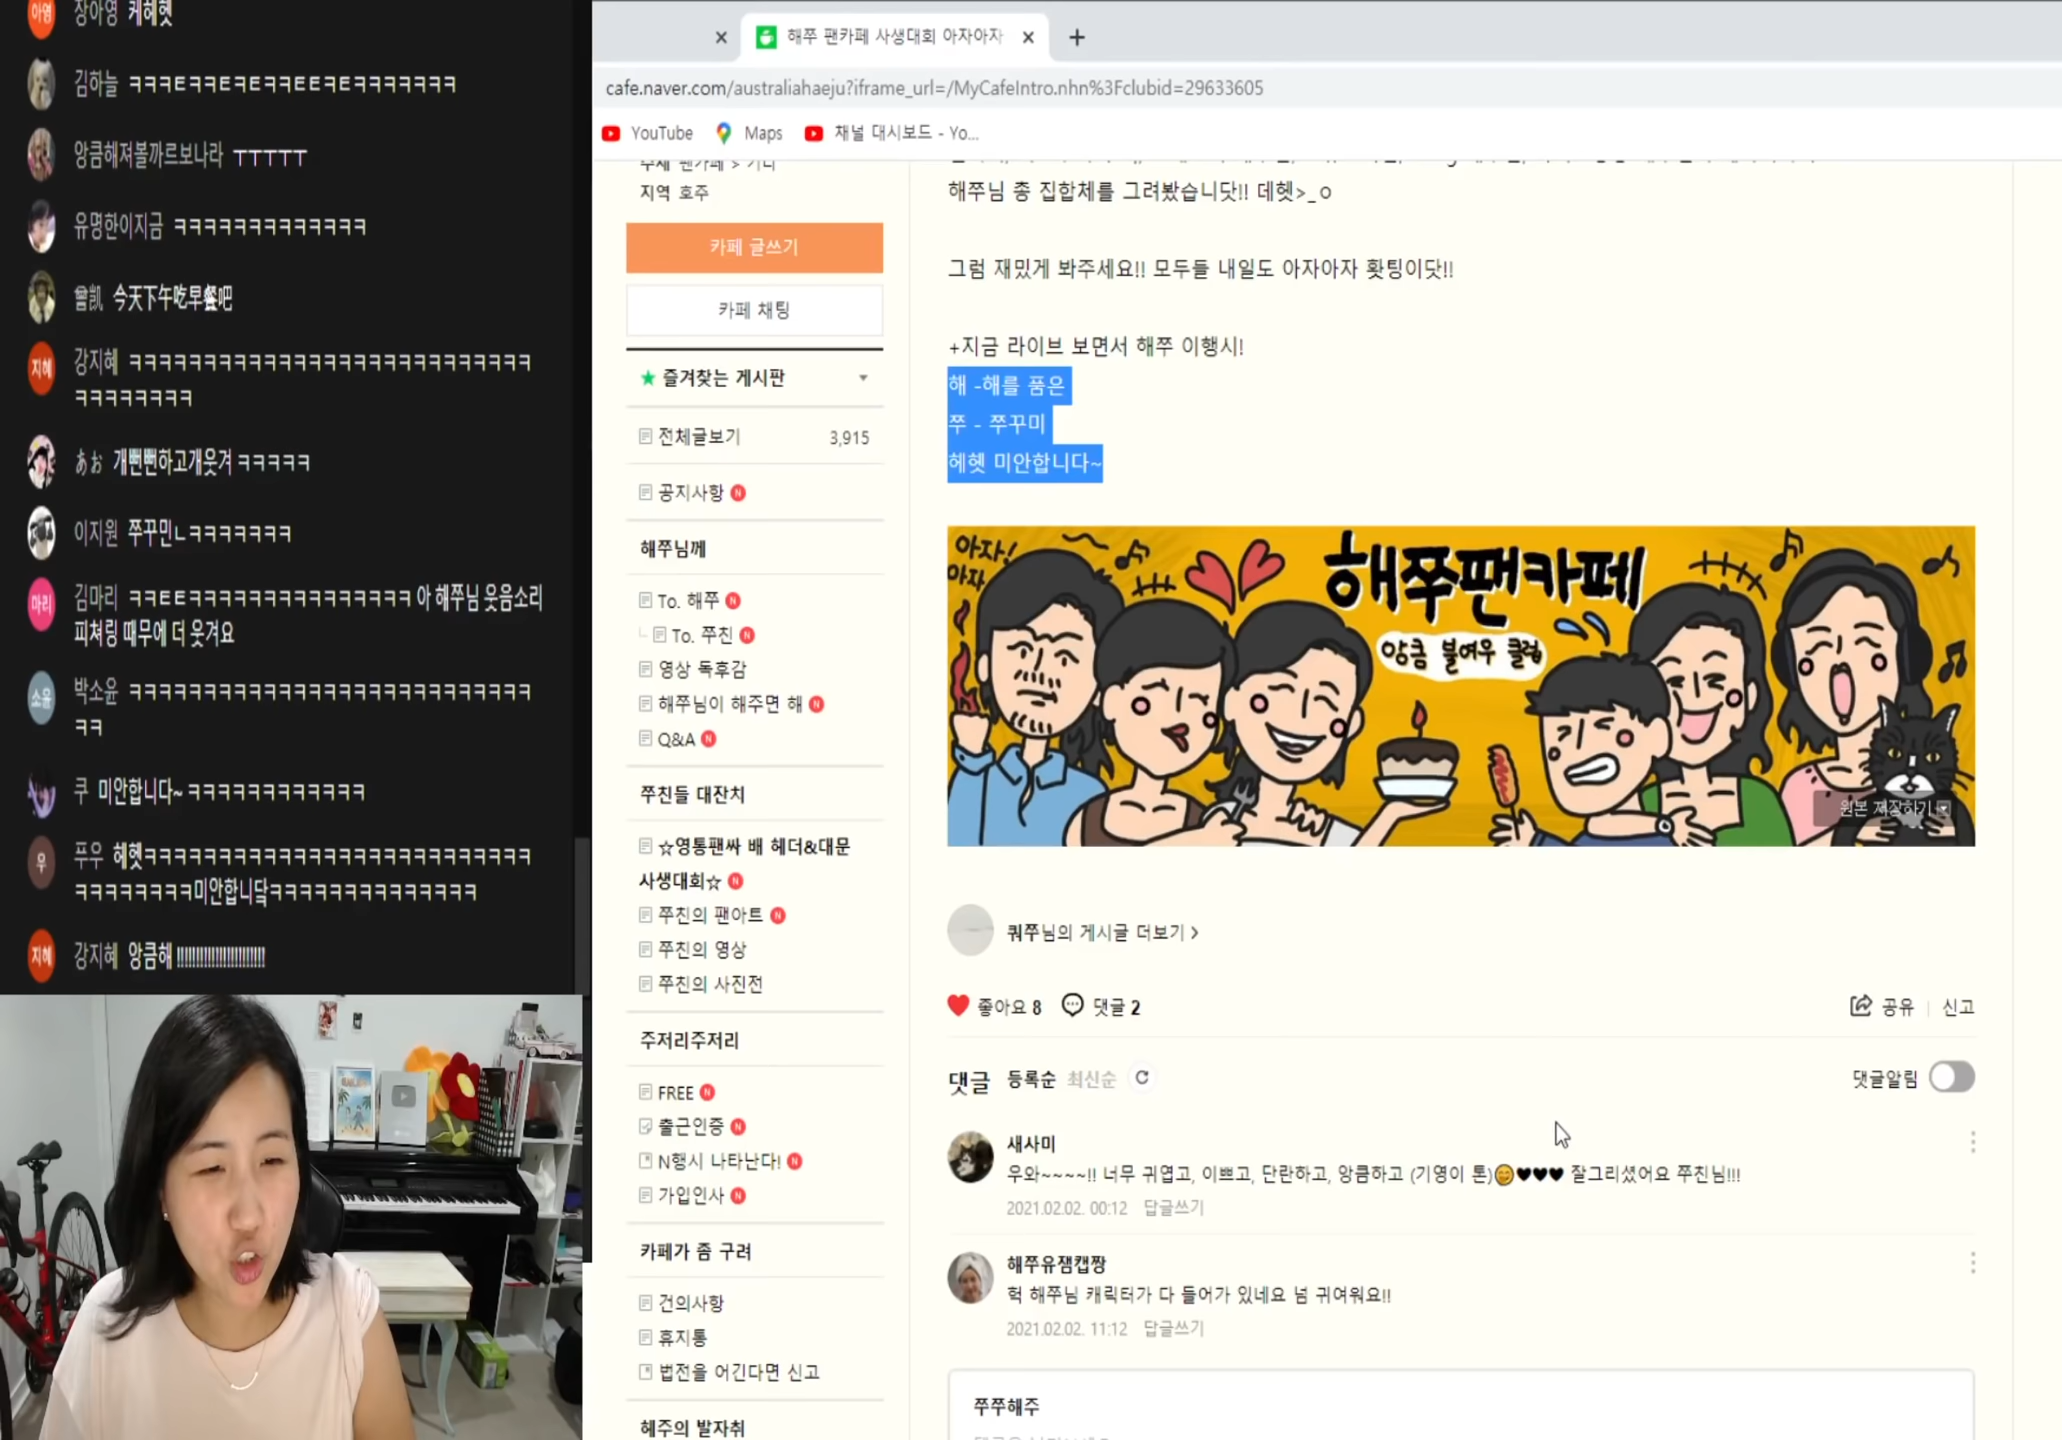 아영 장아영 케헤헷
김하늘 ㅋㅋㅋㅌㅋㅋㅌㅋㅌㅋㅋㅌㅌㅋㅌㅋㅋㅋㅋㅋㅋㅋ
앙큼해져볼까르보나라 ㅜㅜㅜㅜㅜ
유명한이지금 ㅋㅋㅋㅋㅋㅋㅋㅋㅋㅋㅋㅋㅋ
曾凯 今天下午吃早餐吧
지혜 강지혜 ㅋㅋㅋㅋㅋㅋㅋㅋㅋㅋㅋㅋㅋㅋㅋㅋㅋㅋㅋㅋㅋㅋㅋㅋㅋㅋㅋ
ㅋㅋㅋㅋㅋㅋㅋㅋ
あぉ 개뻔뻔하고개웃겨 ㅋㅋㅋㅋㅋ
이지원 쭈꾸민ㄴㅋㅋㅋㅋㅋㅋㅋ
마리 김마리 ㅋㅋㅌㅌㅋㅋㅋㅋㅋㅋㅋㅋㅋㅋㅋㅋㅋㅋㅋ 아 해쭈님 웃음소리
피쳐링 때무에 더 웃겨요
소윤 박소윤 ㅋㅋㅋㅋㅋㅋㅋㅋㅋㅋㅋㅋㅋㅋㅋㅋㅋㅋㅋㅋㅋㅋㅋㅋㅋㅋㅋ
ㅋㅋ
쿠 미안합니다~ ㅋㅋㅋㅋㅋㅋㅋㅋㅋㅋㅋㅋ
우 푸우 헤헷ㅋㅋㅋㅋㅋㅋㅋㅋㅋㅋㅋㅋㅋㅋㅋㅋㅋㅋㅋㅋㅋㅋㅋㅋㅋㅋ
ㅋㅋㅋㅋㅋㅋㅋㅋ미안합니닼ㅋㅋㅋㅋㅋㅋㅋㅋㅋㅋㅋㅋㅋㅋ
지혜 강지혜 앙큼해 !!!!!!!!!!!!!!!!!!!!!!
해쭈 팬카페 사생대회 아자아자
cafe.naver.com/australiahaeju?iframe_url=/MyCafeIntro.nhn%3Fclubid=29633605
YouTube Maps 채널 대시보드 - Yo...
주제 팬카페 > 기타
지역 호주
카페 글쓰기
카페 채팅
즐겨찾는 게시판
전체글보기 3,915
공지사항 N
해쭈님께
To. 해쭈 N
To. 쭈친 N
영상 독후감
해쭈님이 해주면 해 N
Q&A N
쭈친들 대잔치
☆영통팬싸 배 헤더&대문
사생대회☆ N
쭈친의 팬아트 N
쭈친의 영상
쭈친의 사진전
주저리주저리
FREE N
출근인증 N
N행시 나타난다! N
가입인사 N
카페가 좀 구려
건의사항
휴지통
법전을 어긴다면 신고
헤주의 발자취
해쭈님 종 집합체를 그려봤습니닷!! 데헷>_o
그럼 재밌게 봐주세요!! 모두들 내일도 아자아자 홧팅이닷!!
+지금 라이브 보면서 해쭈 이행시!
해 -해를 품은
쭈 - 쭈꾸미
헤헷 미안합니다~
아자!
아자
해쭈팬카페
앙큼 불여우 클럽
원본 저장하기
쿼쭈님의 게시글 더보기 >
좋아요 8 댓글 2
공유 신고
댓글 등록순 최신순
댓글알림
새사미
우와~~~~!! 너무 귀엽고, 이쁘고, 단란하고, 앙큼하고 (기영이 톤)😋♥♥♥ 잘그리셨어요 쭈친님!!!
2021.02.02. 00:12 답글쓰기
해쭈유잼캡짱
헉 해쭈님 캐릭터가 다 들어가 있네요 넘 귀여워요!!
2021.02.02. 11:12 답글쓰기
쭈쭈해주